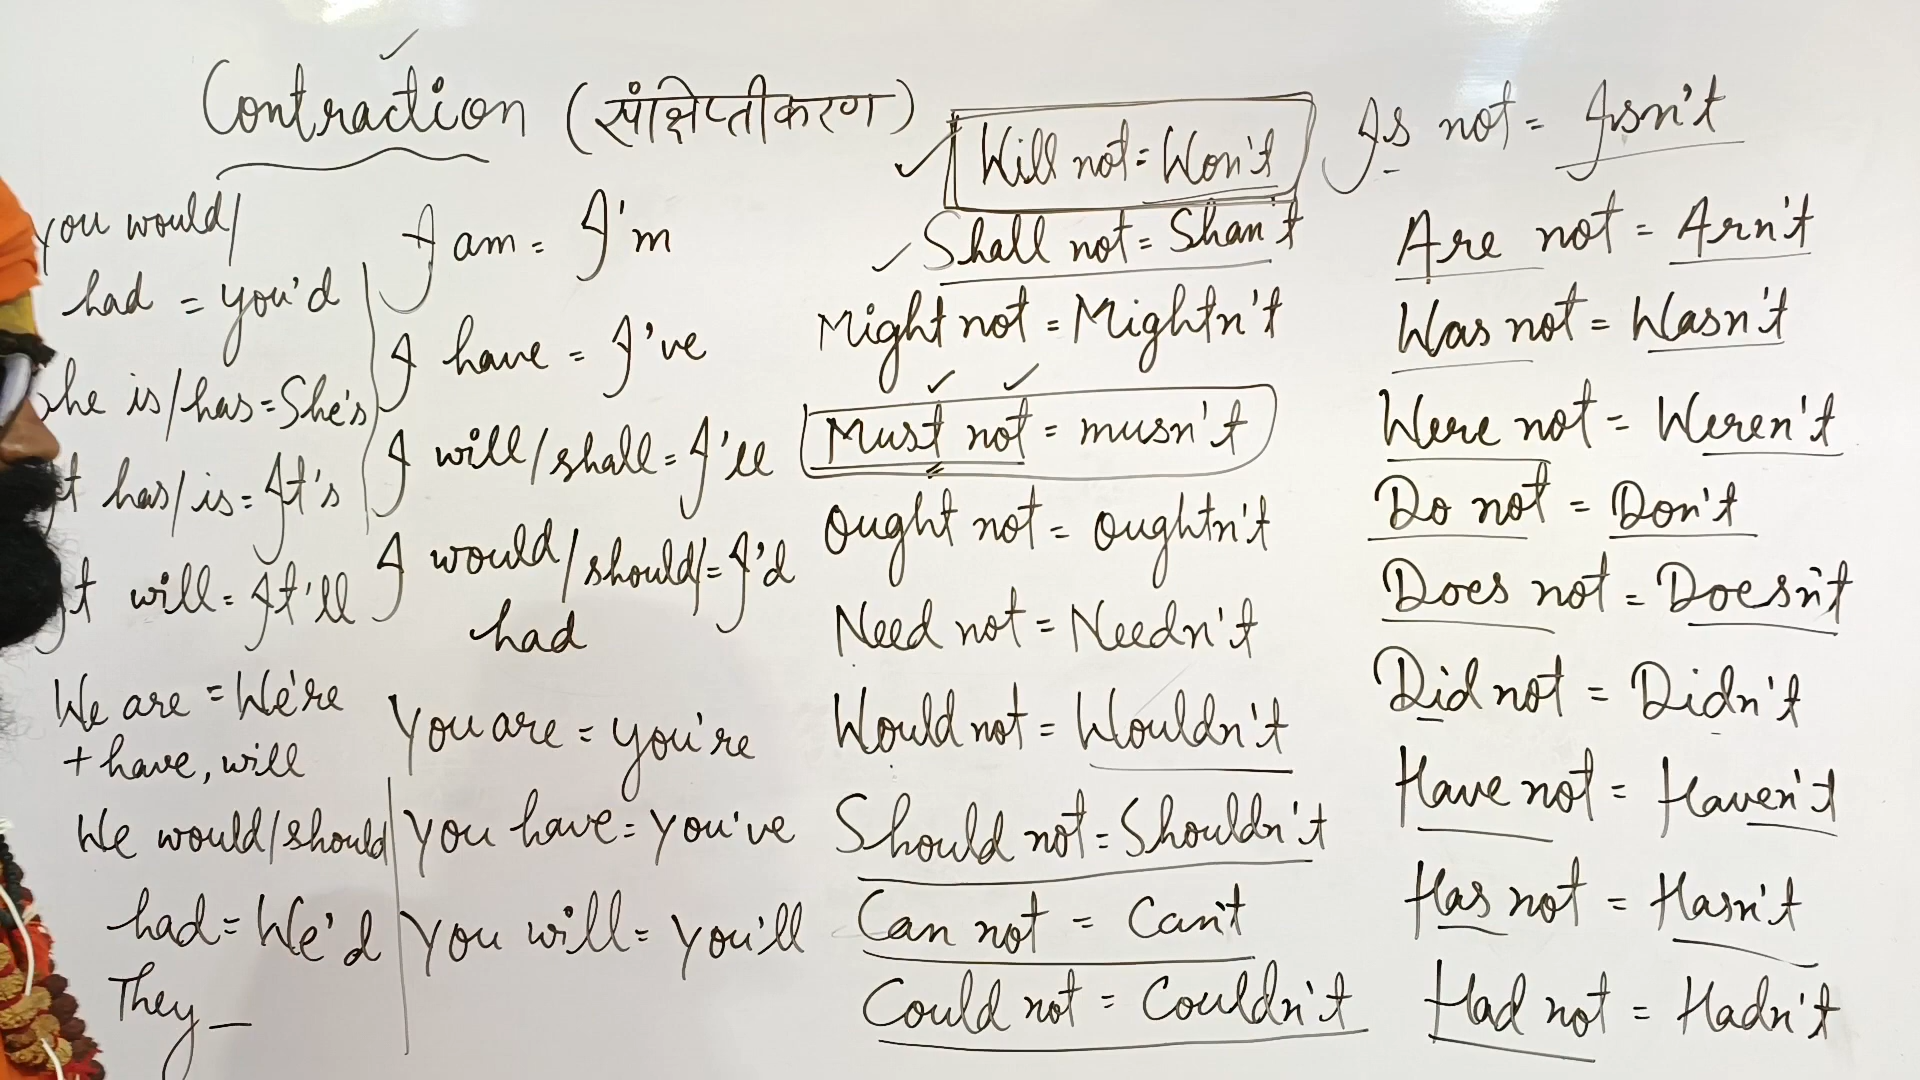 Contraction (संक्षिप्तीकरण)
you would/
had = you'd
he is/has = She's
t has/is = It's
It will = It'll
We are = We're
+ have, will
We would/should
had = We'd
They _
I am = I'm
I have = I've
I will/shall = I'll
I would/should/ = I'd
had
You are = you're
You have = you've
You will = you'll
Will not = Won't
Shall not = Shan't
Might not = Mightn't
Must not = musn't
Ought not = Oughtn't
Need not = Needn't
Would not = Wouldn't
Should not = Shouldn't
Can not = Can't
Could not = Couldn't
Is not = Isn't
Are not = Arn't
Was not = Wasn't
Were not = Weren't
Do not = Don't
Does not = Doesn't
Did not = Didn't
Have not = Haven't
Has not = Hasn't
Had not = Hadn't